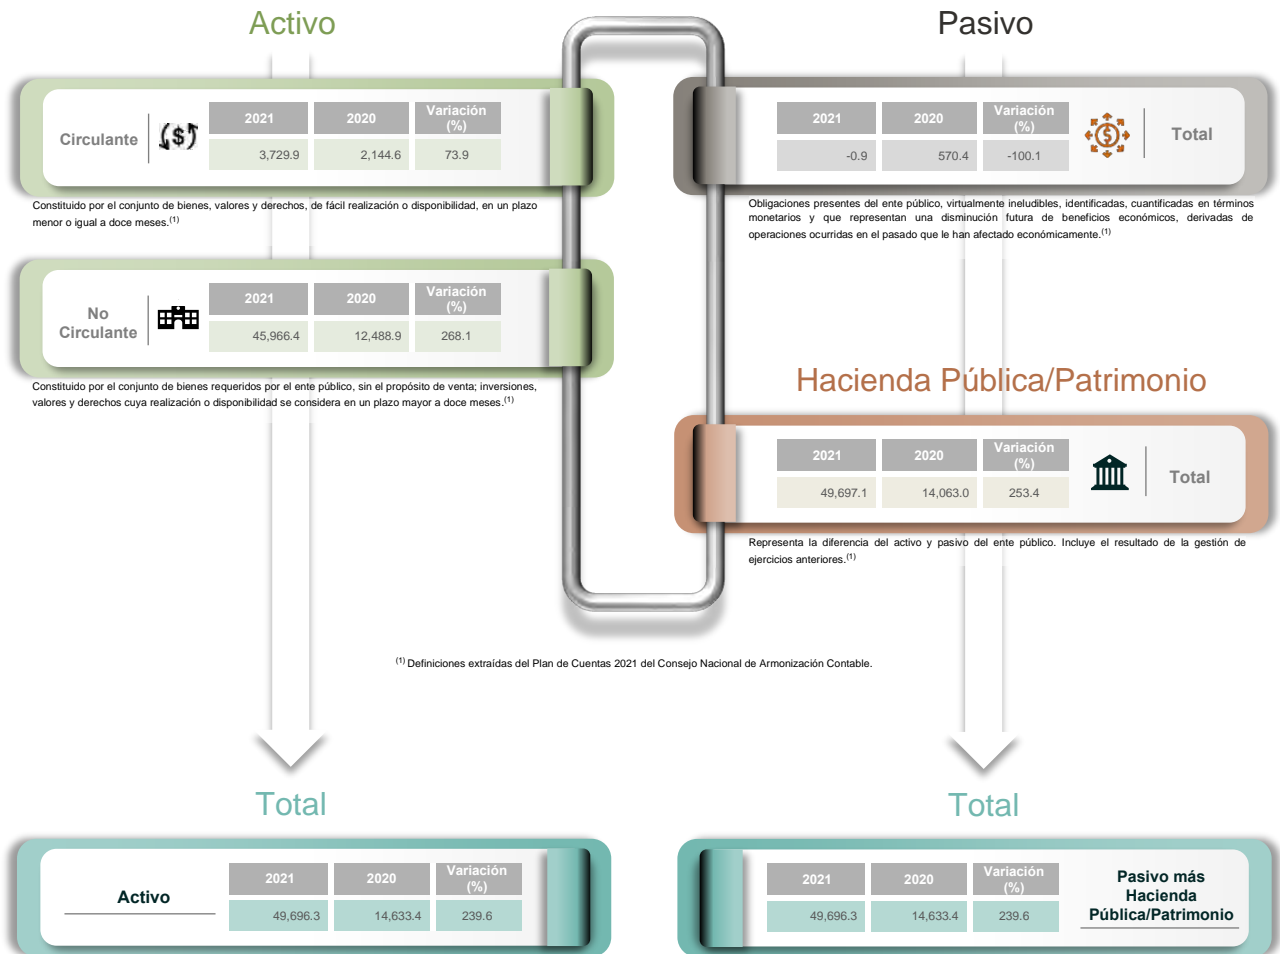 Activo
Circulante
2021 2020 Variación (%)
3,729.9 2,144.6 73.9
Constituido por el conjunto de bienes, valores y derechos, de fácil realización o disponibilidad, en un plazo
menor o igual a doce meses.(1)
No
Circulante
2021 2020 Variación (%)
45,966.4 12,488.9 268.1
Constituido por el conjunto de bienes requeridos por el ente público, sin el propósito de venta; inversiones,
valores y derechos cuya realización o disponibilidad se considera en un plazo mayor a doce meses.(1)
Pasivo
2021 2020 Variación (%)
-0.9 570.4 -100.1
Total
Obligaciones presentes del ente público, virtualmente ineludibles, identificadas, cuantificadas en términos
monetarios y que representan una disminución futura de beneficios económicos, derivadas de
operaciones ocurridas en el pasado que le han afectado económicamente.(1)
Hacienda Pública/Patrimonio
2021 2020 Variación (%)
49,697.1 14,063.0 253.4
Total
Representa la diferencia del activo y pasivo del ente público. Incluye el resultado de la gestión de
ejercicios anteriores.(1)
(1) Definiciones extraídas del Plan de Cuentas 2021 del Consejo Nacional de Armonización Contable.
Total
Activo
2021 2020 Variación (%)
49,696.3 14,633.4 239.6
Total
2021 2020 Variación (%)
49,696.3 14,633.4 239.6
Pasivo más
Hacienda
Pública/Patrimonio